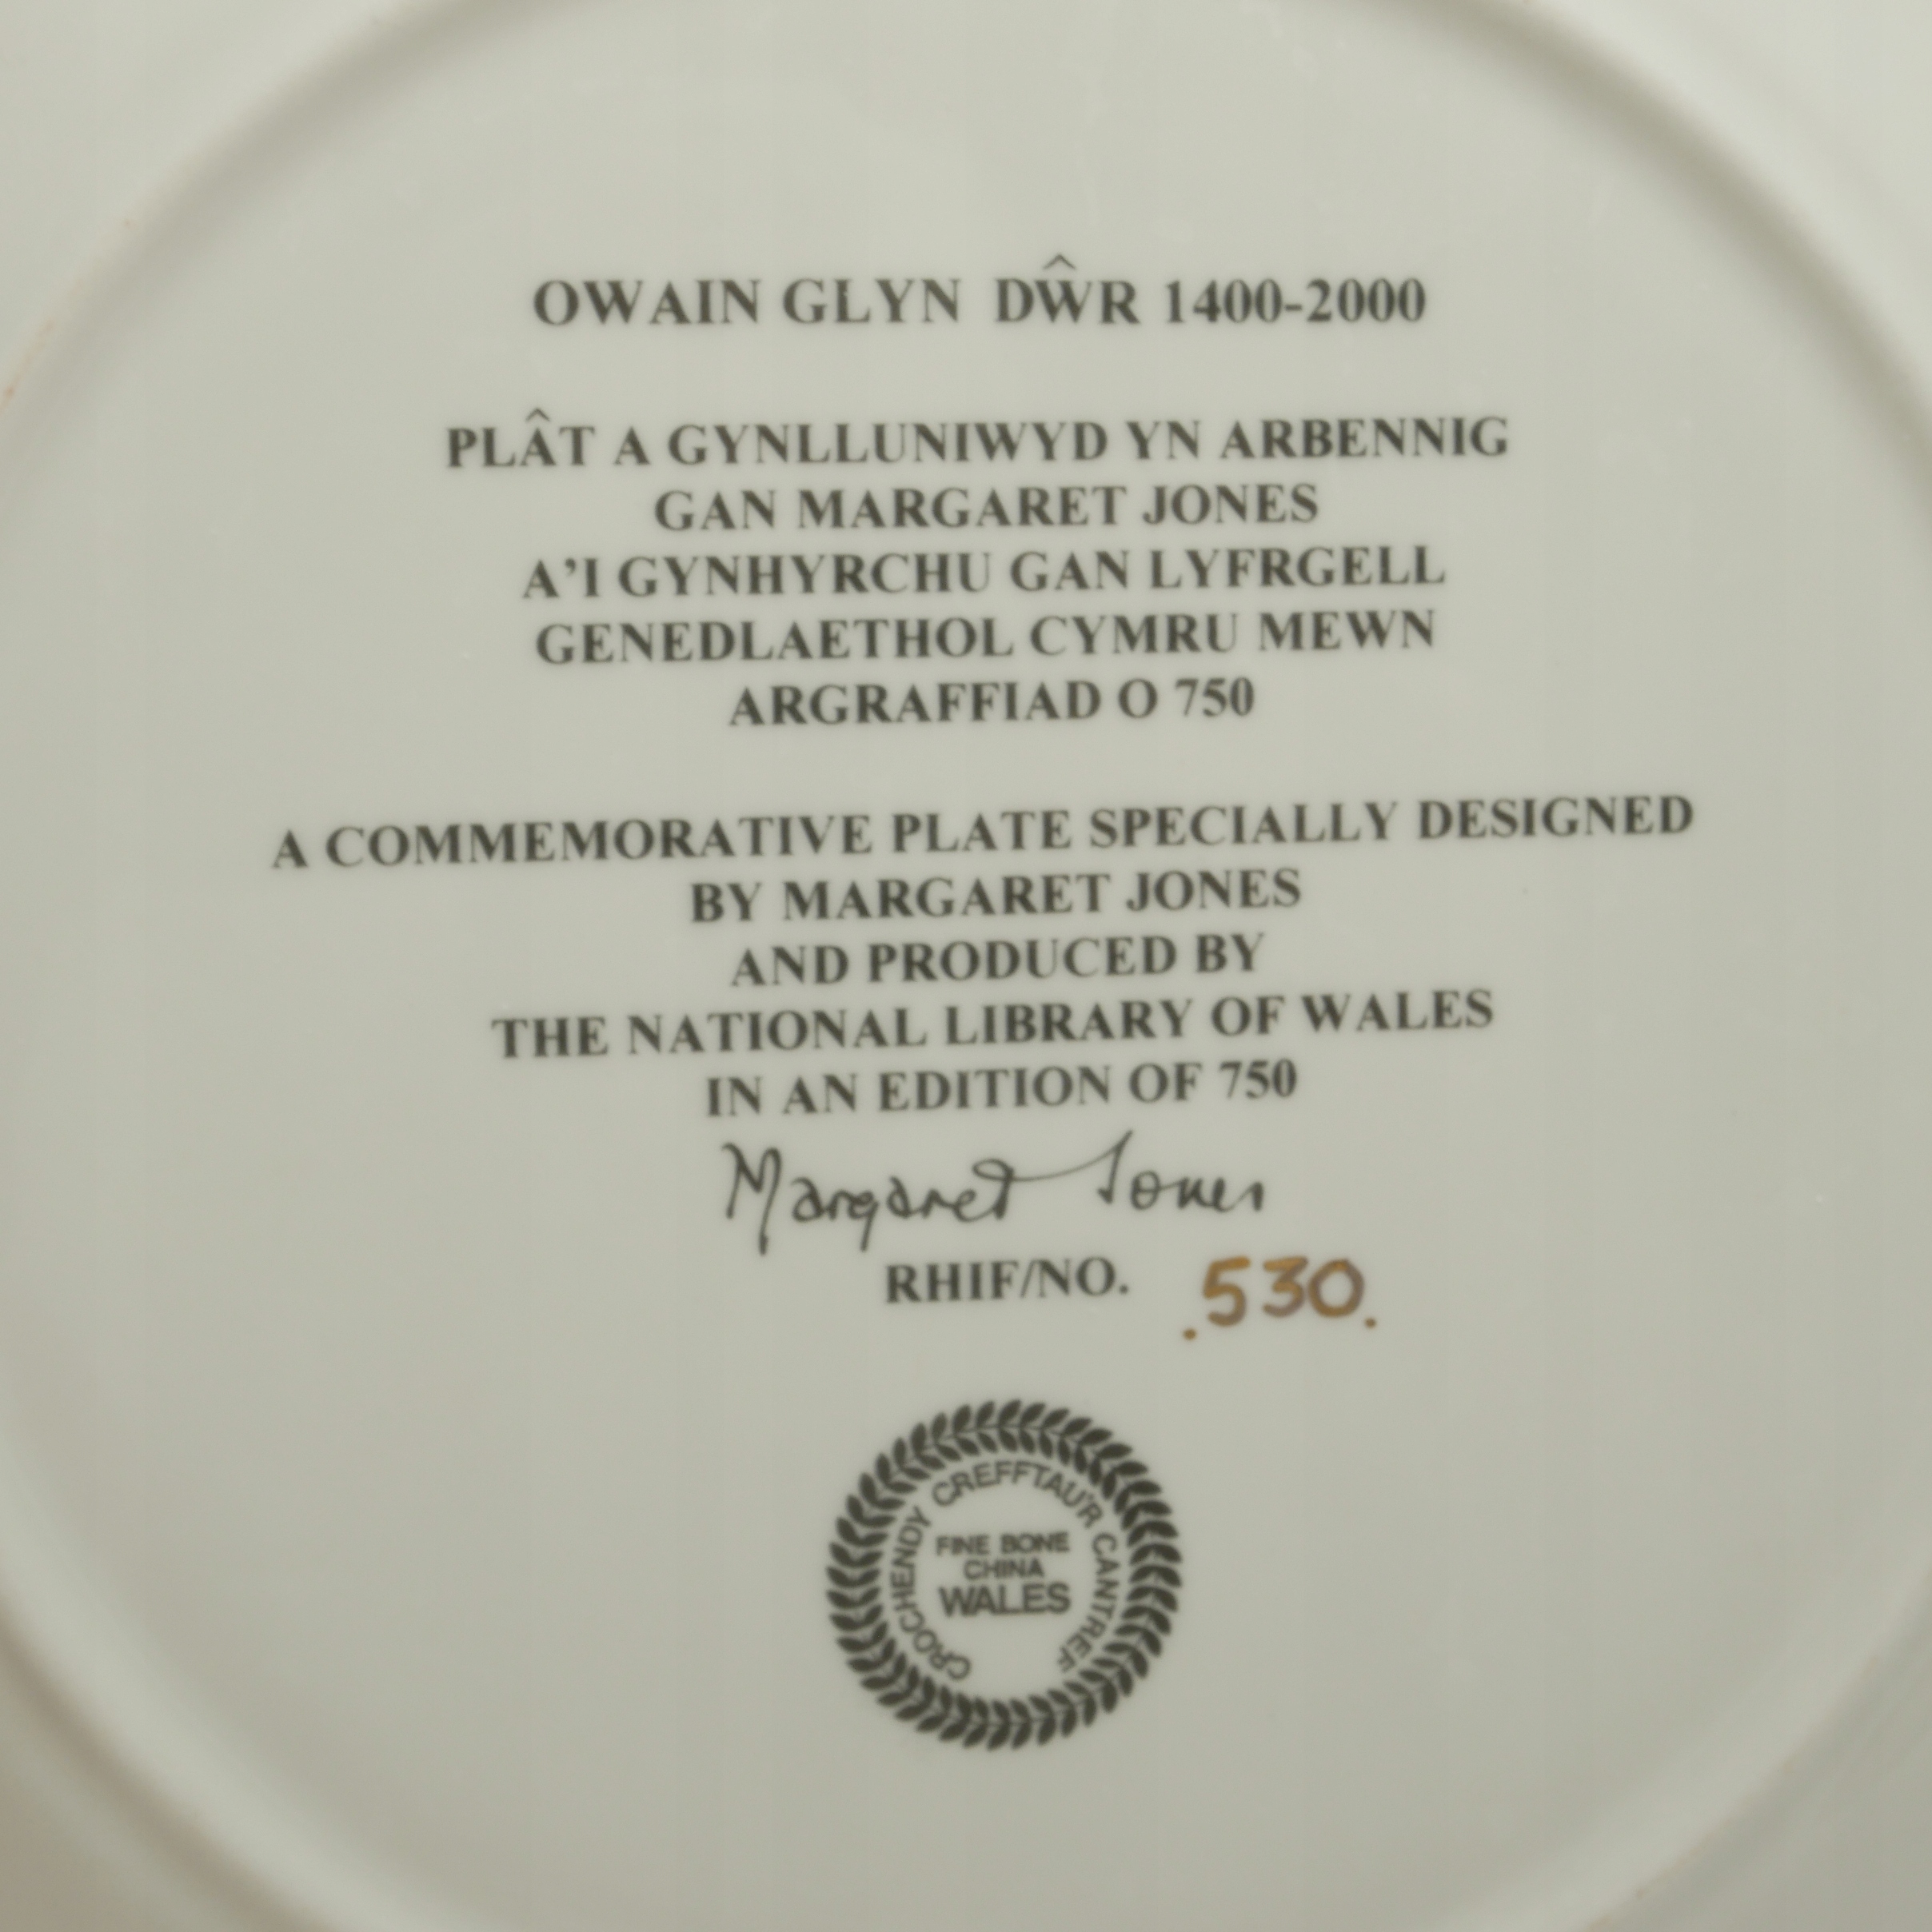 OWAIN GLYN DŴR 1400-2000
PLÂT A GYNLLUNIWYD YN ARBENNIG
GAN MARGARET JONES
A'I GYNHYRCHU GAN LYFRGELL
GENEDLAETHOL CYMRU MEWN
ARGRAFFIAD O 750
A COMMEMORATIVE PLATE SPECIALLY DESIGNED
BY MARGARET JONES
AND PRODUCED BY
THE NATIONAL LIBRARY OF WALES
IN AN EDITION OF 750
Margaret Jones
RHIF/NO. .530.
CROCHENDY CREFFTAU'R CANTREF
FINE BONE
CHINA
WALES